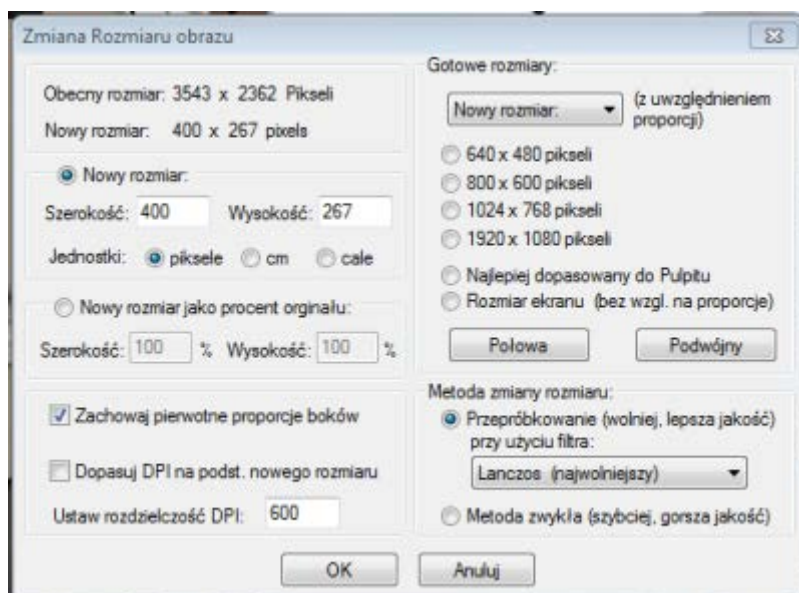 Zmiana Rozmiaru obrazu
Obecny rozmiar: 3543 x 2362 Pikseli
Nowy rozmiar: 400 x 267 pixels
Nowy rozmiar:
Szerokość: 400 Wysokość: 267
Jednostki: piksele cm cale
Nowy rozmiar jako procent orginału:
Szerokość: 100 % Wysokość: 100 %
Zachowaj pierwotne proporcje boków
Dopasuj DPI na podst. nowego rozmiaru
Ustaw rozdzielczość DPI: 600
Gotowe rozmiary:
Nowy rozmiar: (z uwzględnieniem
proporcji)
640 x 480 pikseli
800 x 600 pikseli
1024 x 768 pikseli
1920 x 1080 pikseli
Najlepiej dopasowany do Pulpitu
Rozmiar ekranu (bez wzgl. na proporcje)
Połowa Podwójny
Metoda zmiany rozmiaru:
Przepróbkowanie (wolniej, lepsza jakość)
przy użyciu filtra:
Lanczos (najwolniejszy)
Metoda zwykła (szybciej, gorsza jakość)
OK Anuluj